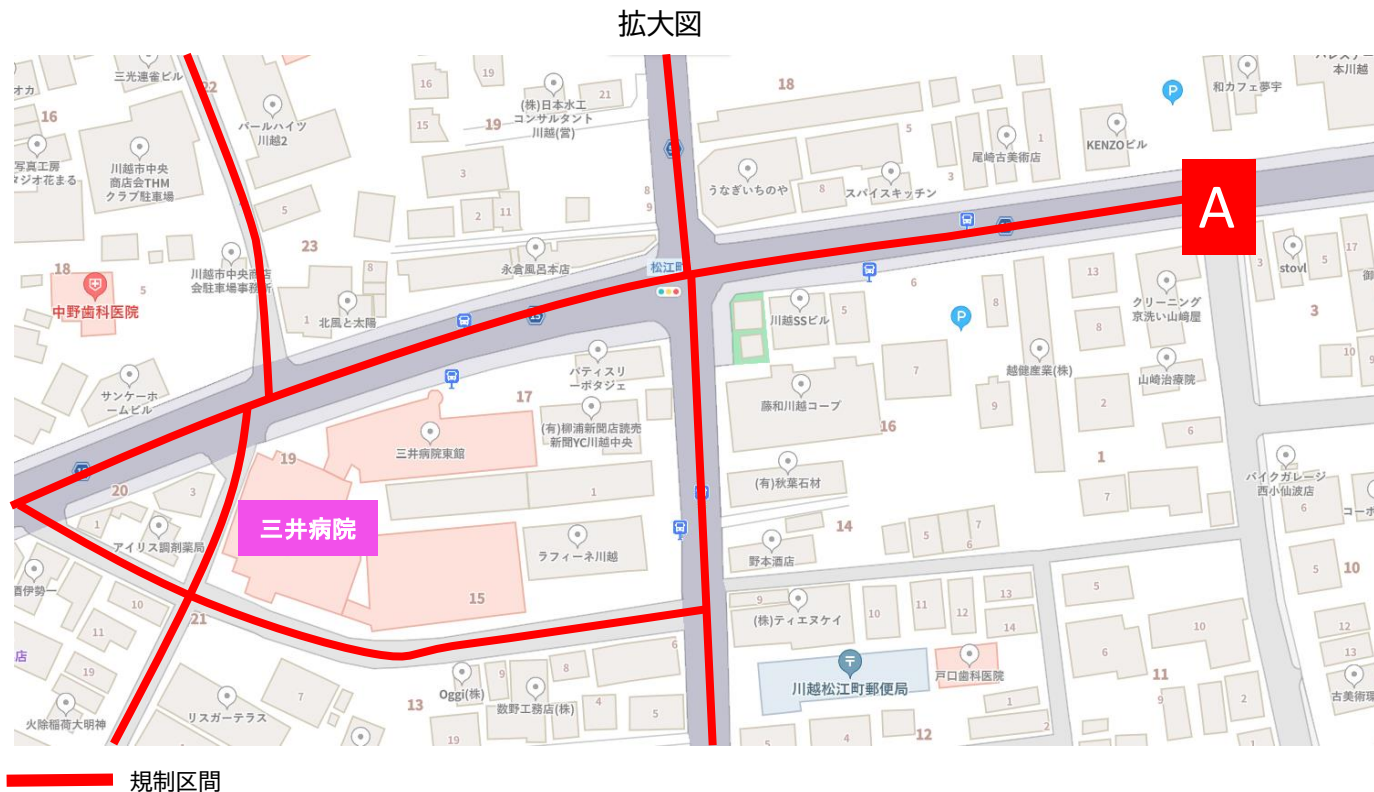 拡大図
三光連雀ビル
22
オカ
16
パールハイツ
川越2
川越市中央
商店会THM
クラブ駐車場
写真工房
タジオ花まる
5
23
18
5
中野歯科医院
川越市中央商店
会駐車場事務所
1
8
北風と太陽
サンケーホ
ームビル
16
19
(株)日本水工
コンサルタント
川越(営)
21
15
19
3
2
11
8
9
永倉風呂本店
松江町
15
18
うなぎいちのや
8
スパイスキッチン
5
3
9
尾崎古美術店
1
KENZOビル
P
和カフェ夢宇
本川越
A
6
川越SSビル
5
P
8
13
8
クリーニング
京洗い山崎屋
越健産業(株)
山崎治療院
2
9
7
藤和川越コープ
16
6
1
7
3
stovl
5
17
御
3
10
9
バイクガレージ
西小仙波店
6
コーポ
5
10
12
13
古美術瑠
パティスリ
ーポタジェ
17
(有)柳浦新聞店読売
新聞YC川越中央
三井病院東館
19
三井病院
1
ラフィーネ川越
15
20
3
1
アイリス調剤薬局
酒伊勢一
10
11
店
19
火除稲荷大明神
21
リスガーテラス
7
13
Oggi(株)
9
8
数野工務店(株)
4
5
6
19
(有)秋葉石材
14
野本酒店
5
7
6
9
(株)ティエヌケイ
10
11
12
13
14
川越松江町郵便局
戸口歯科医院
1
2
12
5
4
5
10
6
11
9
2
1
規制区間